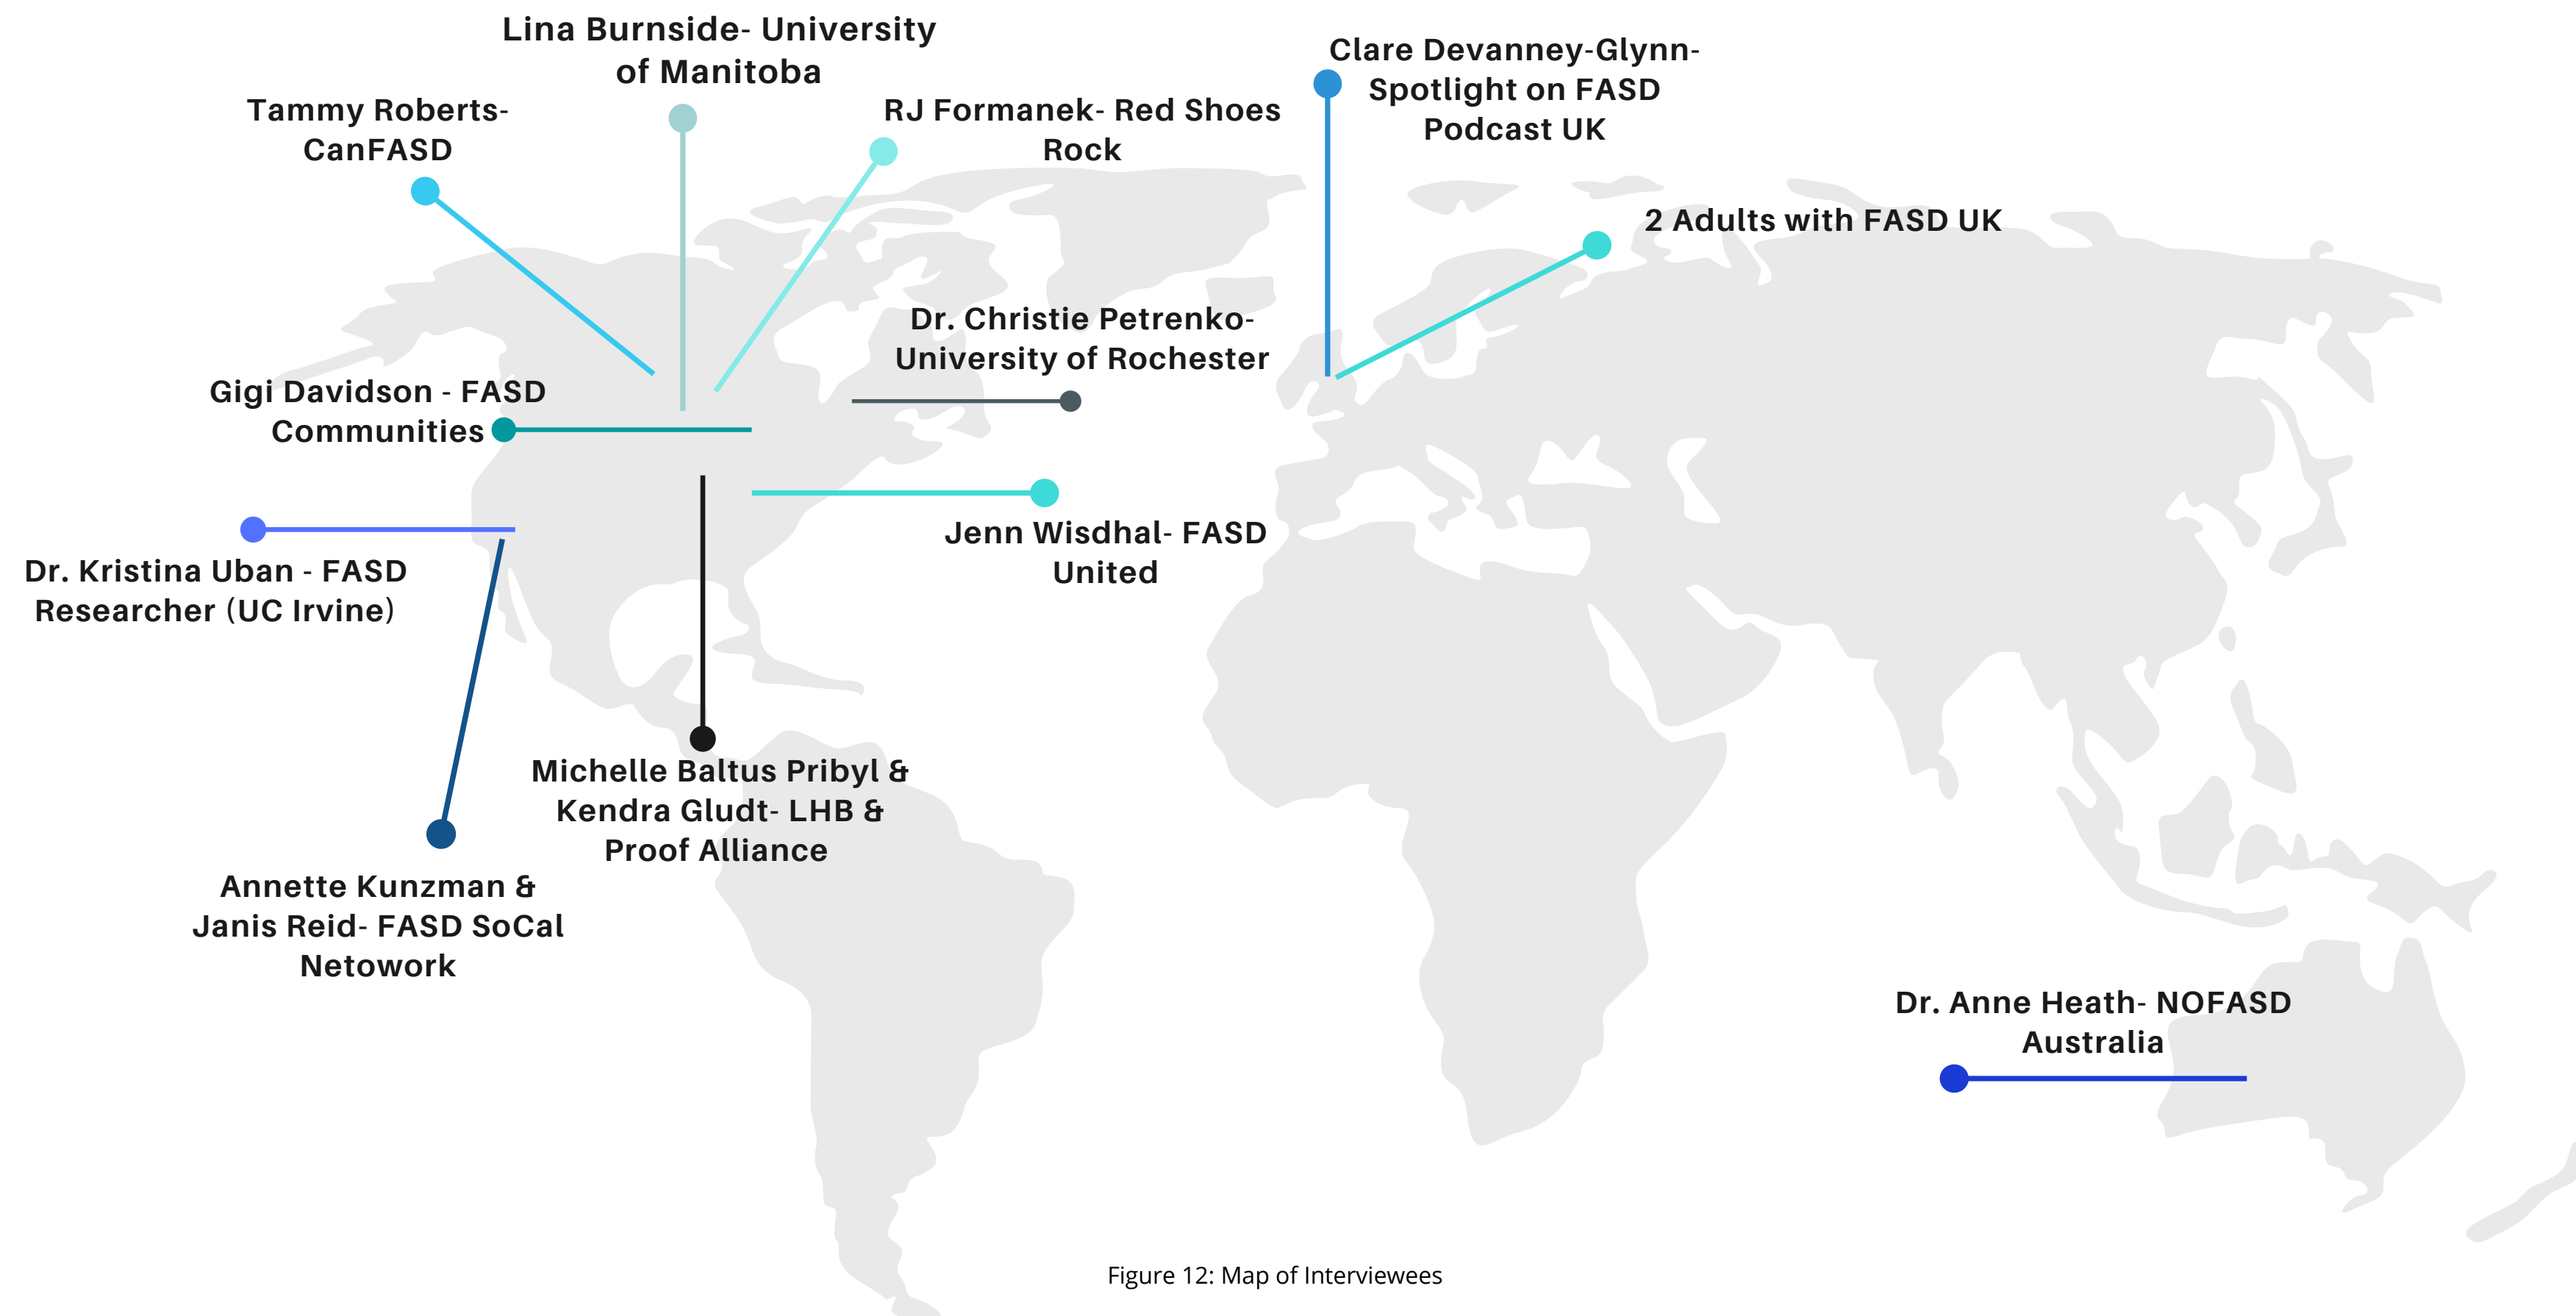 Lina Burnside- University
of Manitoba
Tammy Roberts-
CanFASD
RJ Formanek- Red Shoes
Rock
Clare Devanney-Glynn-
Spotlight on FASD
Podcast UK
2 Adults with FASD UK
Dr. Christie Petrenko-
University of Rochester
Gigi Davidson - FASD
Communities
Jenn Wisdhal- FASD
United
Dr. Kristina Uban - FASD
Researcher (UC Irvine)
Michelle Baltus Pribyl &
Kendra Gludt- LHB &
Proof Alliance
Annette Kunzman &
Janis Reid- FASD SoCal
Netowork
Dr. Anne Heath- NOFASD
Australia
Figure 12: Map of Interviewees